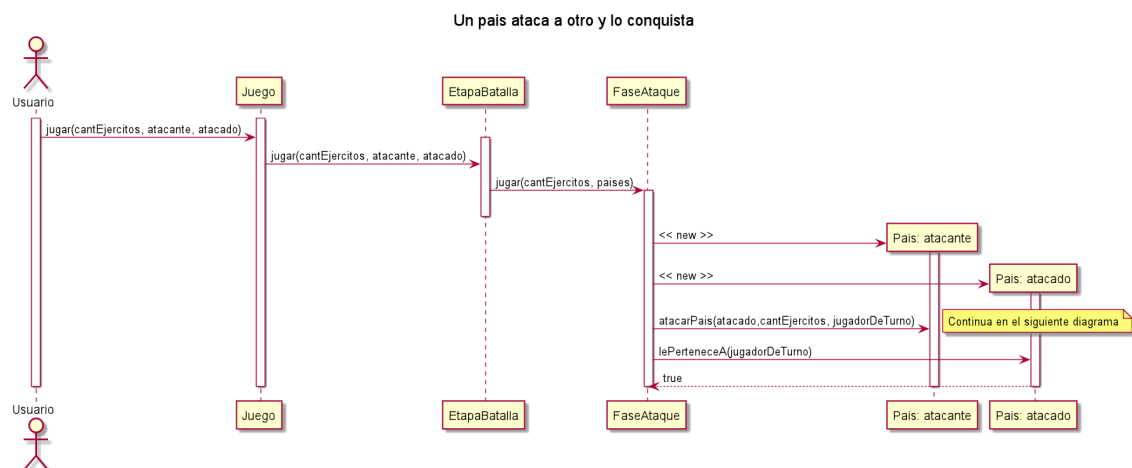 Un pais ataca a otro y lo conquista
Usuario
Juego
EtapaBatalla
FaseAtaque
jugar(cantEjercitos, atacante, atacado)
jugar(cantEjercitos, atacante, atacado)
jugar(cantEjercitos, paises)
<< new >>
Pais: atacante
<< new >>
Pais: atacado
atacarPais(atacado,cantEjercitos, jugadorDeTurno)
Continua en el siguiente diagrama
lePerteneceA(jugadorDeTurno)
true
Usuario
Juego
EtapaBatalla
FaseAtaque
Pais: atacante
Pais: atacado